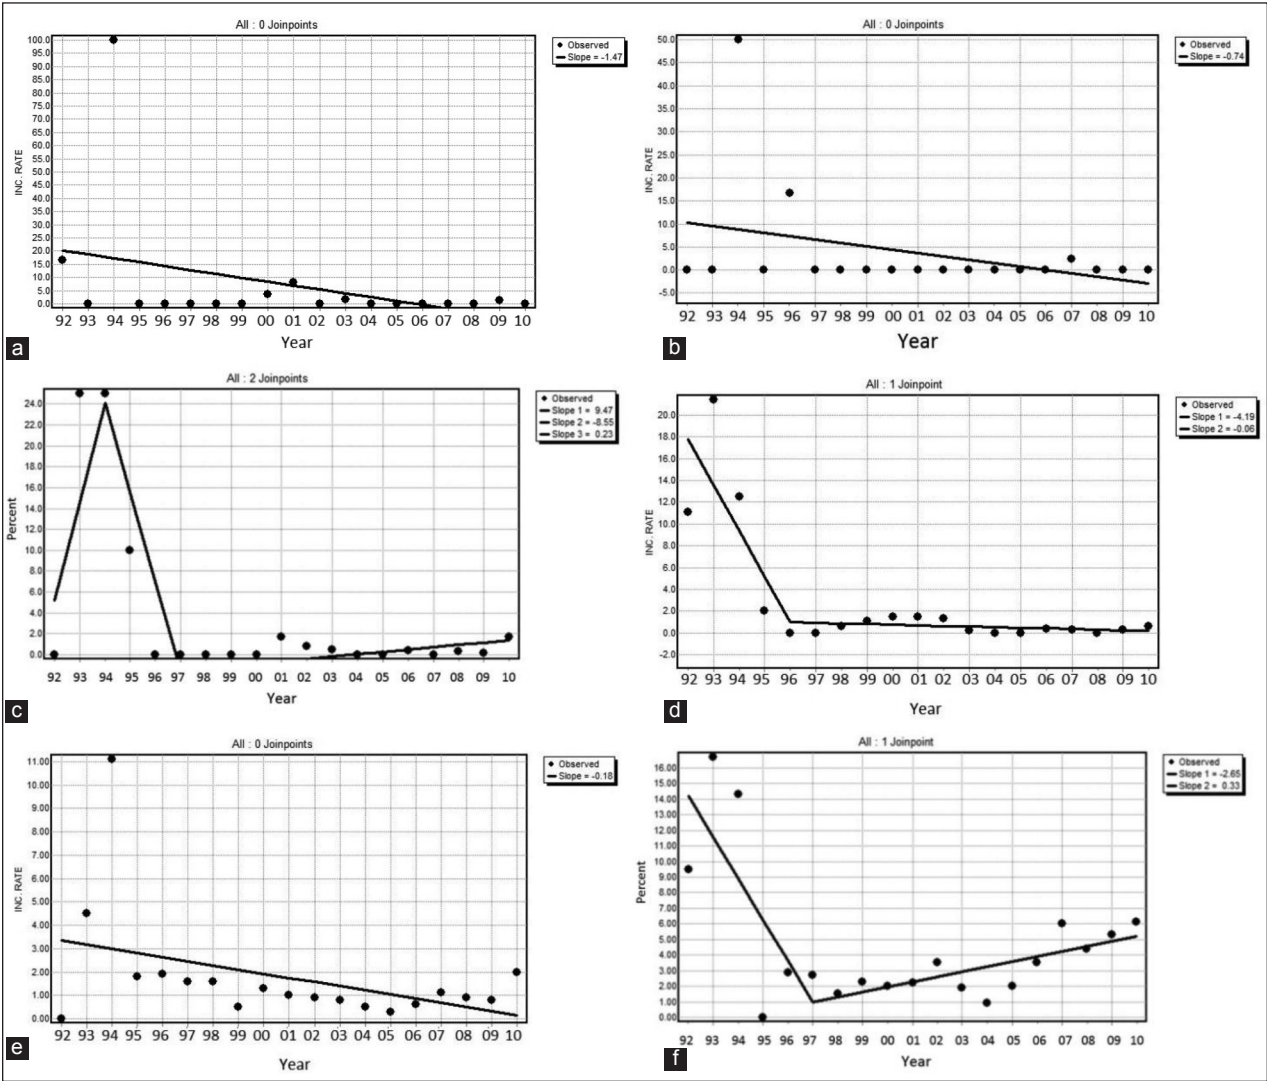 All : 0 Joinpoints
100.0
95.0
90.0
85.0
80.0
75.0
70.0
65.0
60.0
55.0
50.0
45.0
40.0
35.0
30.0
25.0
20.0
15.0
10.0
5.0
0.0
INC. RATE
92 93 94 95 96 97 98 99 00 01 02 03 04 05 06 07 08 09 10
Year
Observed
Slope = -1.47
a
All : 0 Joinpoints
50.0
45.0
40.0
35.0
30.0
25.0
20.0
15.0
10.0
5.0
0.0
-5.0
INC. RATE
92 93 94 95 96 97 98 99 00 01 02 03 04 05 06 07 08 09 10
Year
Observed
Slope = -0.74
b
All : 2 Joinpoints
24.0
22.0
20.0
18.0
16.0
14.0
12.0
10.0
8.0
6.0
4.0
2.0
0.0
Percent
92 93 94 95 96 97 98 99 00 01 02 03 04 05 06 07 08 09 10
Year
Observed
Slope 1 = 9.47
Slope 2 = -8.55
Slope 3 = 0.23
c
All : 1 Joinpoint
20.0
18.0
16.0
14.0
12.0
10.0
8.0
6.0
4.0
2.0
0.0
-2.0
INC. RATE
92 93 94 95 96 97 98 99 00 01 02 03 04 05 06 07 08 09 10
Year
Observed
Slope 1 = -4.19
Slope 2 = -0.06
d
All : 0 Joinpoints
11.00
10.00
9.00
8.00
7.00
6.00
5.00
4.00
3.00
2.00
1.00
0.00
INC. RATE
92 93 94 95 96 97 98 99 00 01 02 03 04 05 06 07 08 09 10
Year
Observed
Slope = -0.18
e
All : 1 Joinpoint
16.00
15.00
14.00
13.00
12.00
11.00
10.00
9.00
8.00
7.00
6.00
5.00
4.00
3.00
2.00
1.00
0.00
Percent
92 93 94 95 96 97 98 99 00 01 02 03 04 05 06 07 08 09 10
Year
Observed
Slope 1 = -2.65
Slope 2 = 0.33
f